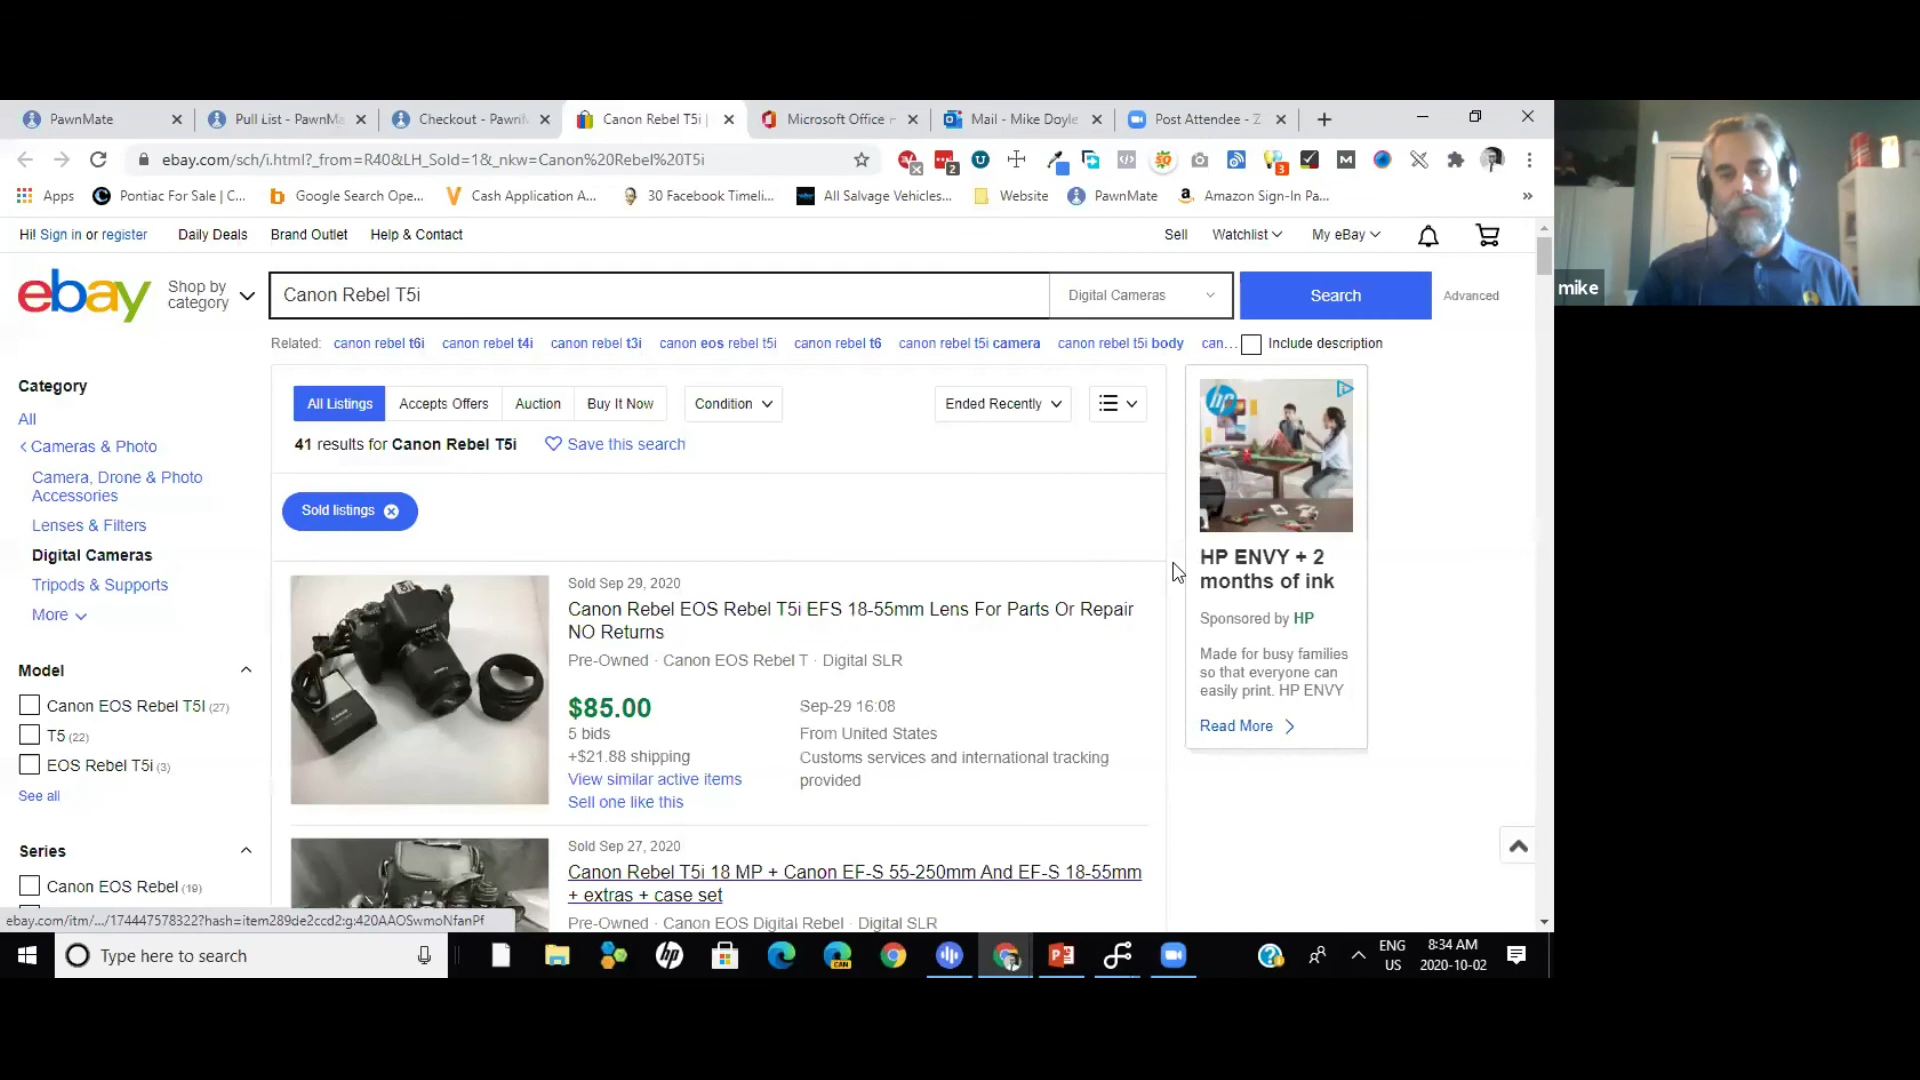 PawnMate
Pull List - PawnMa
Checkout - Pawn
Canon Rebel T5i |
Microsoft Office
Mail - Mike Doyle
Post Attendee - Z
ebay.com/sch/i.html?_from=R40&LH_Sold=1&_nkw=Canon%20Rebel%20T5i
Apps
Pontiac For Sale | C...
Google Search Ope...
Cash Application A...
30 Facebook Timeli...
All Salvage Vehicles...
Website
PawnMate
Amazon Sign-In Pa...
Hi! Sign in or register
Daily Deals
Brand Outlet
Help & Contact
Sell
Watchlist
My eBay
ebay
Shop by
category
Canon Rebel T5i
Digital Cameras
Search
Advanced
mike
Related: canon rebel t6i canon rebel t4i canon rebel t3i canon eos rebel t5i canon rebel t6 canon rebel t5i camera canon rebel t5i body can...
Include description
Category
All
Cameras & Photo
Camera, Drone & Photo
Accessories
Lenses & Filters
Digital Cameras
Tripods & Supports
More
Model
Canon EOS Rebel T5I (27)
T5 (22)
EOS Rebel T5i (3)
See all
Series
Canon EOS Rebel (19)
All Listings
Accepts Offers
Auction
Buy It Now
Condition
Ended Recently
41 results for Canon Rebel T5i
Save this search
Sold listings
Sold Sep 29, 2020
Canon Rebel EOS Rebel T5i EFS 18-55mm Lens For Parts Or Repair
NO Returns
Pre-Owned · Canon EOS Rebel T · Digital SLR
$85.00
5 bids
+$21.88 shipping
View similar active items
Sell one like this
Sep-29 16:08
From United States
Customs services and international tracking
provided
Sold Sep 27, 2020
Canon Rebel T5i 18 MP + Canon EF-S 55-250mm And EF-S 18-55mm
+ extras + case set
Pre-Owned · Canon EOS Digital Rebel · Digital SLR
hp
HP ENVY + 2
months of ink
Sponsored by HP
Made for busy families
so that everyone can
easily print. HP ENVY
Read More
ebay.com/itm/.../174447578322?hash=item289de2ccd2:g:420AAOSwmoNfanPf
Type here to search
ENG
US
8:34 AM
2020-10-02